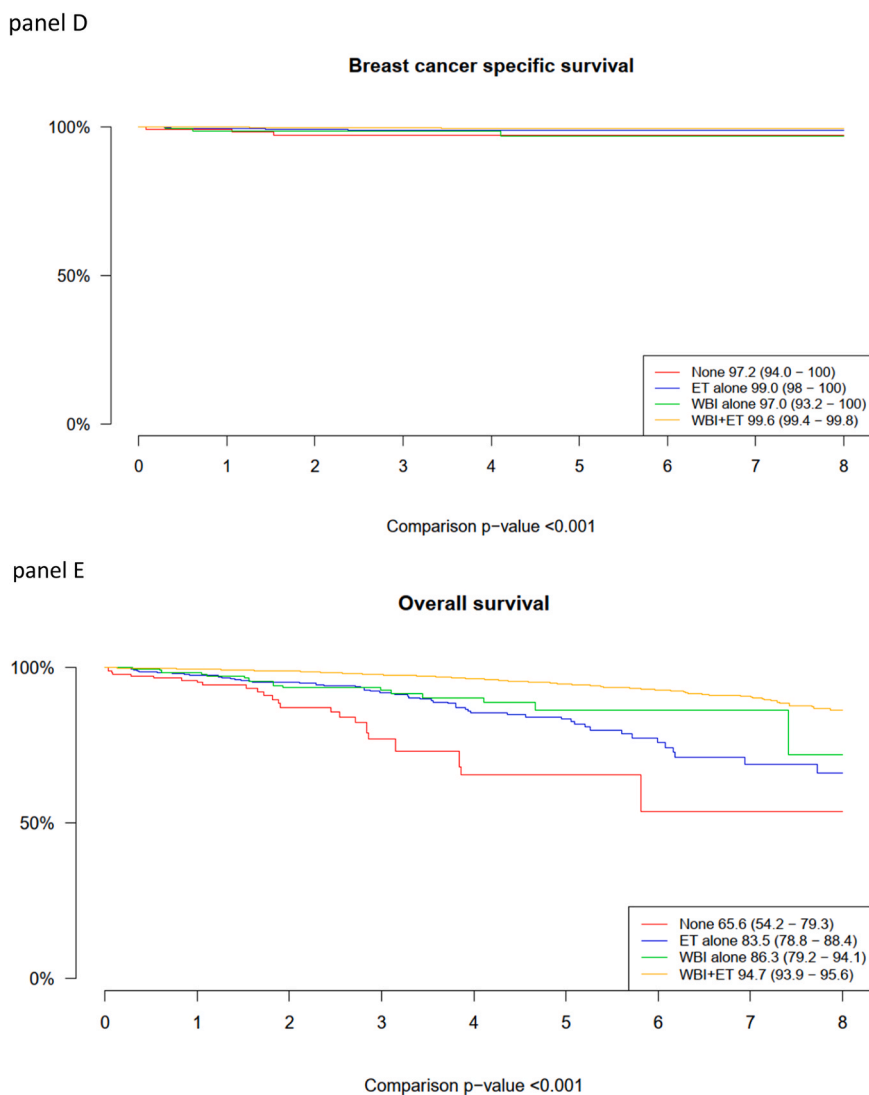 panel D
Breast cancer specific survival
100%
50%
0%
None 97.2 (94.0 − 100)
ET alone 99.0 (98 − 100)
WBI alone 97.0 (93.2 − 100)
WBI+ET 99.6 (99.4 − 99.8)
0 1 2 3 4 5 6 7 8
Comparison p−value <0.001
panel E
Overall survival
100%
50%
0%
None 65.6 (54.2 − 79.3)
ET alone 83.5 (78.8 − 88.4)
WBI alone 86.3 (79.2 − 94.1)
WBI+ET 94.7 (93.9 − 95.6)
0 1 2 3 4 5 6 7 8
Comparison p−value <0.001